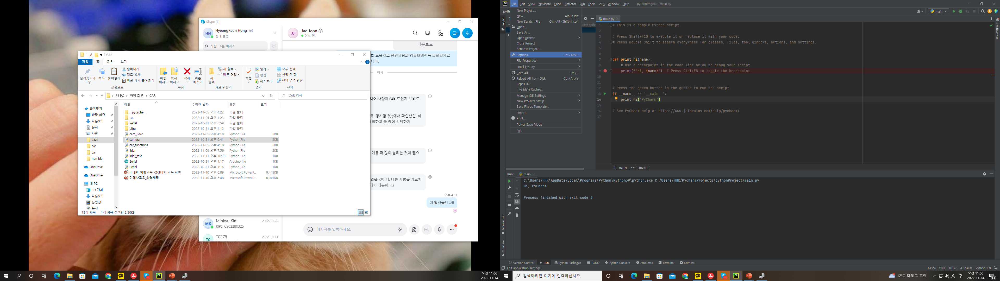 Skype [1]
HyeongKeun Hong ₩0
상태 설정
사람, 그룹, 메시지
Jae Jeon
온라인
다운로드
회 교육자료 환경세팅과 컴퓨터비전쪽 피피티자료
니다.
어제
웨어 사양이 64비트인지 32비트
를 명시할 것")에서 확인했던 하
체크하고 둘 중에 선택하기
예를 더 많이 늘리는 것이 필요
었을 것이다. 다른 사람을 가르치
되기 때문이다.)
오후 4:51
예 알겠습니다!!
Minkyu Kim 2022-10-25
KIPS_C2022B0325
TC275 2022-10-11
메시지를 입력하세요.
CAR
파일 홈 공유 보기
즐겨찾기에 고정
복사
붙여넣기
잘라내기
경로 복사
바로 가기 붙여넣기
클립보드
이동 위치
복사 위치
삭제
이름 바꾸기
구성
새 폴더
새 항목
빠른 연결
새로 만들기
속성
열기
편집
히스토리
열기
모두 선택
선택 안 함
선택 영역 반전
선택
내 PC > 바탕 화면 > CAR
CAR 검색
즐겨찾기
바탕 화면
다운로드
문서
사진
CAR
car
car
numble
OneDrive
OneDrive
내 PC
3D 개체
다운로드
동영상
문서
이름 수정한 날짜 유형 크기
__pycache__ 2022-11-05 오후 4:22 파일 폴더
car 2022-11-05 오후 4:23 파일 폴더
Serial 2022-10-31 오후 8:59 파일 폴더
ultra 2022-10-31 오후 4:12 파일 폴더
cam_lidar 2022-11-05 오후 4:18 Python File 2KB
camera 2022-10-31 오후 9:41 Python File 3KB
car_functions 2022-11-05 오후 4:18 Python File 2KB
lidar 2022-11-09 오후 7:56 Python File 2KB
lidar_test 2022-11-11 오후 10:13 Python File 1KB
Serial 2022-10-31 오후 1:17 Arduino file 1KB
Serial 2022-10-31 오후 1:16 Python File 1KB
미래차_차량교육_경진대회 교육 자료 2022-11-10 오후 6:09 Microsoft PowerP... 9,449KB
미래차교육_환경세팅 2022-11-10 오후 6:48 Microsoft PowerP... 6,041KB
13개 항목 1개 항목 선택함 2.30KB
File Edit View Navigate Code Refactor Run Tools VCS Window Help pythonProject - main.py
pytho
main
Project
Notifications
New Project...
New... Alt+Insert
New Scratch File Ctrl+Alt+Shift+Insert
Open...
Save As...
Open Recent
Close Project
Rename Project...
Settings... Ctrl+Alt+S
File Properties
Local History
Save All Ctrl+S
Reload All from Disk Ctrl+Alt+Y
Repair IDE
Invalidate Caches...
Manage IDE Settings
New Projects Setup
Save File as Template...
Export
Print...
Power Save Mode
Exit
main.py
1 # This is a sample Python script.
2
3 # Press Shift+F10 to execute it or replace it with your code.
4 # Press Double Shift to search everywhere for classes, files, tool windows, actions, and settings.
5
6
7 def print_hi(name):
8 # Use a breakpoint in the code line below to debug your script.
9 print(f'Hi, {name}') # Press Ctrl+F8 to toggle the breakpoint.
10
11
12 # Press the green button in the gutter to run the script.
13 if __name__ == '__main__':
14 print_hi('PyCharm')
15
16 # See PyCharm help at https://www.jetbrains.com/help/pycharm/
17
if __name__ == '__main__'
Run: main
C:\Users\HHK\AppData\Local\Programs\Python\Python39\python.exe C:/Users/HHK/PycharmProjects/pythonProject/main.py
Hi, PyCharm
Process finished with exit code 0
Bookmarks
Structure
Version Control Run Python Packages TODO Python Console Problems Terminal Services
Edit application settings
14:24 CRLF UTF-8 4 spaces Python 3.9
오전 11:06
2022-11-14
검색하려면 여기에 입력하십시오.
12°C 대체로 흐림
오전 11:06
2022-11-14